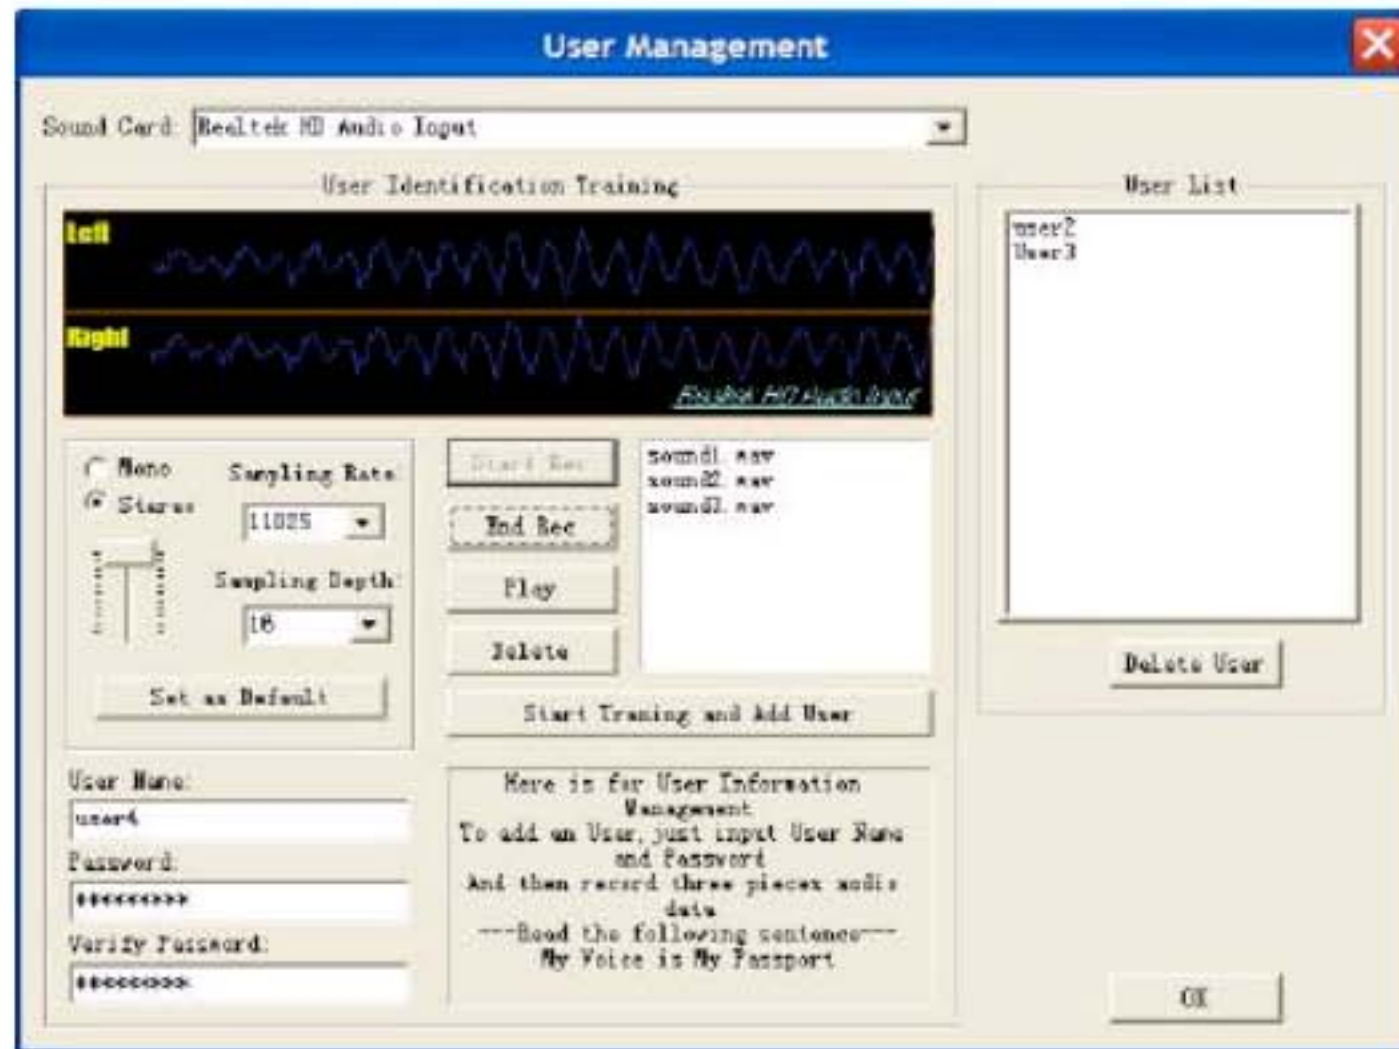 User Management
Sound Card: Realtek HD Audio Input
User Identification Training
User List
Left
Right
Realtek HD Audio Input
user2
User3
Mono
Stereo
Sampling Rate:
11025
Sampling Depth:
16
Set as Default
Start Rec
End Rec
Play
Delete
sound1.wav
sound2.wav
sound3.wav
Start Traning and Add User
Delete User
User Name:
user4
Password:
*********
Verify Password:
*********
Here is for User Information
Management
To add an User, just input User Name
and Password
And then record three pieces audio
data
---Read the following sentence---
My Voice is My Passport
OK